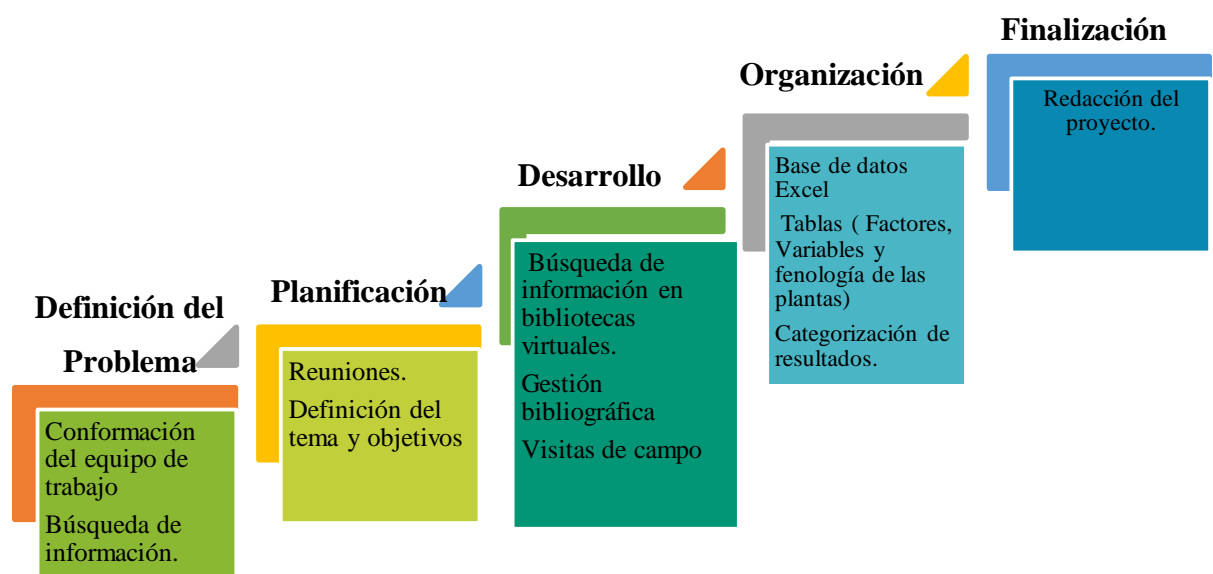 Definición del
Problema
Conformación
del equipo de
trabajo
Búsqueda de
información.
Planificación
Reuniones.
Definición del
tema y objetivos
Desarrollo
Búsqueda de
información en
bibliotecas
virtuales.
Gestión
bibliográfica
Visitas de campo
Organización
Base de datos
Excel
Tablas ( Factores,
Variables y
fenología de las
plantas)
Categorización de
resultados.
Finalización
Redacción del
proyecto.